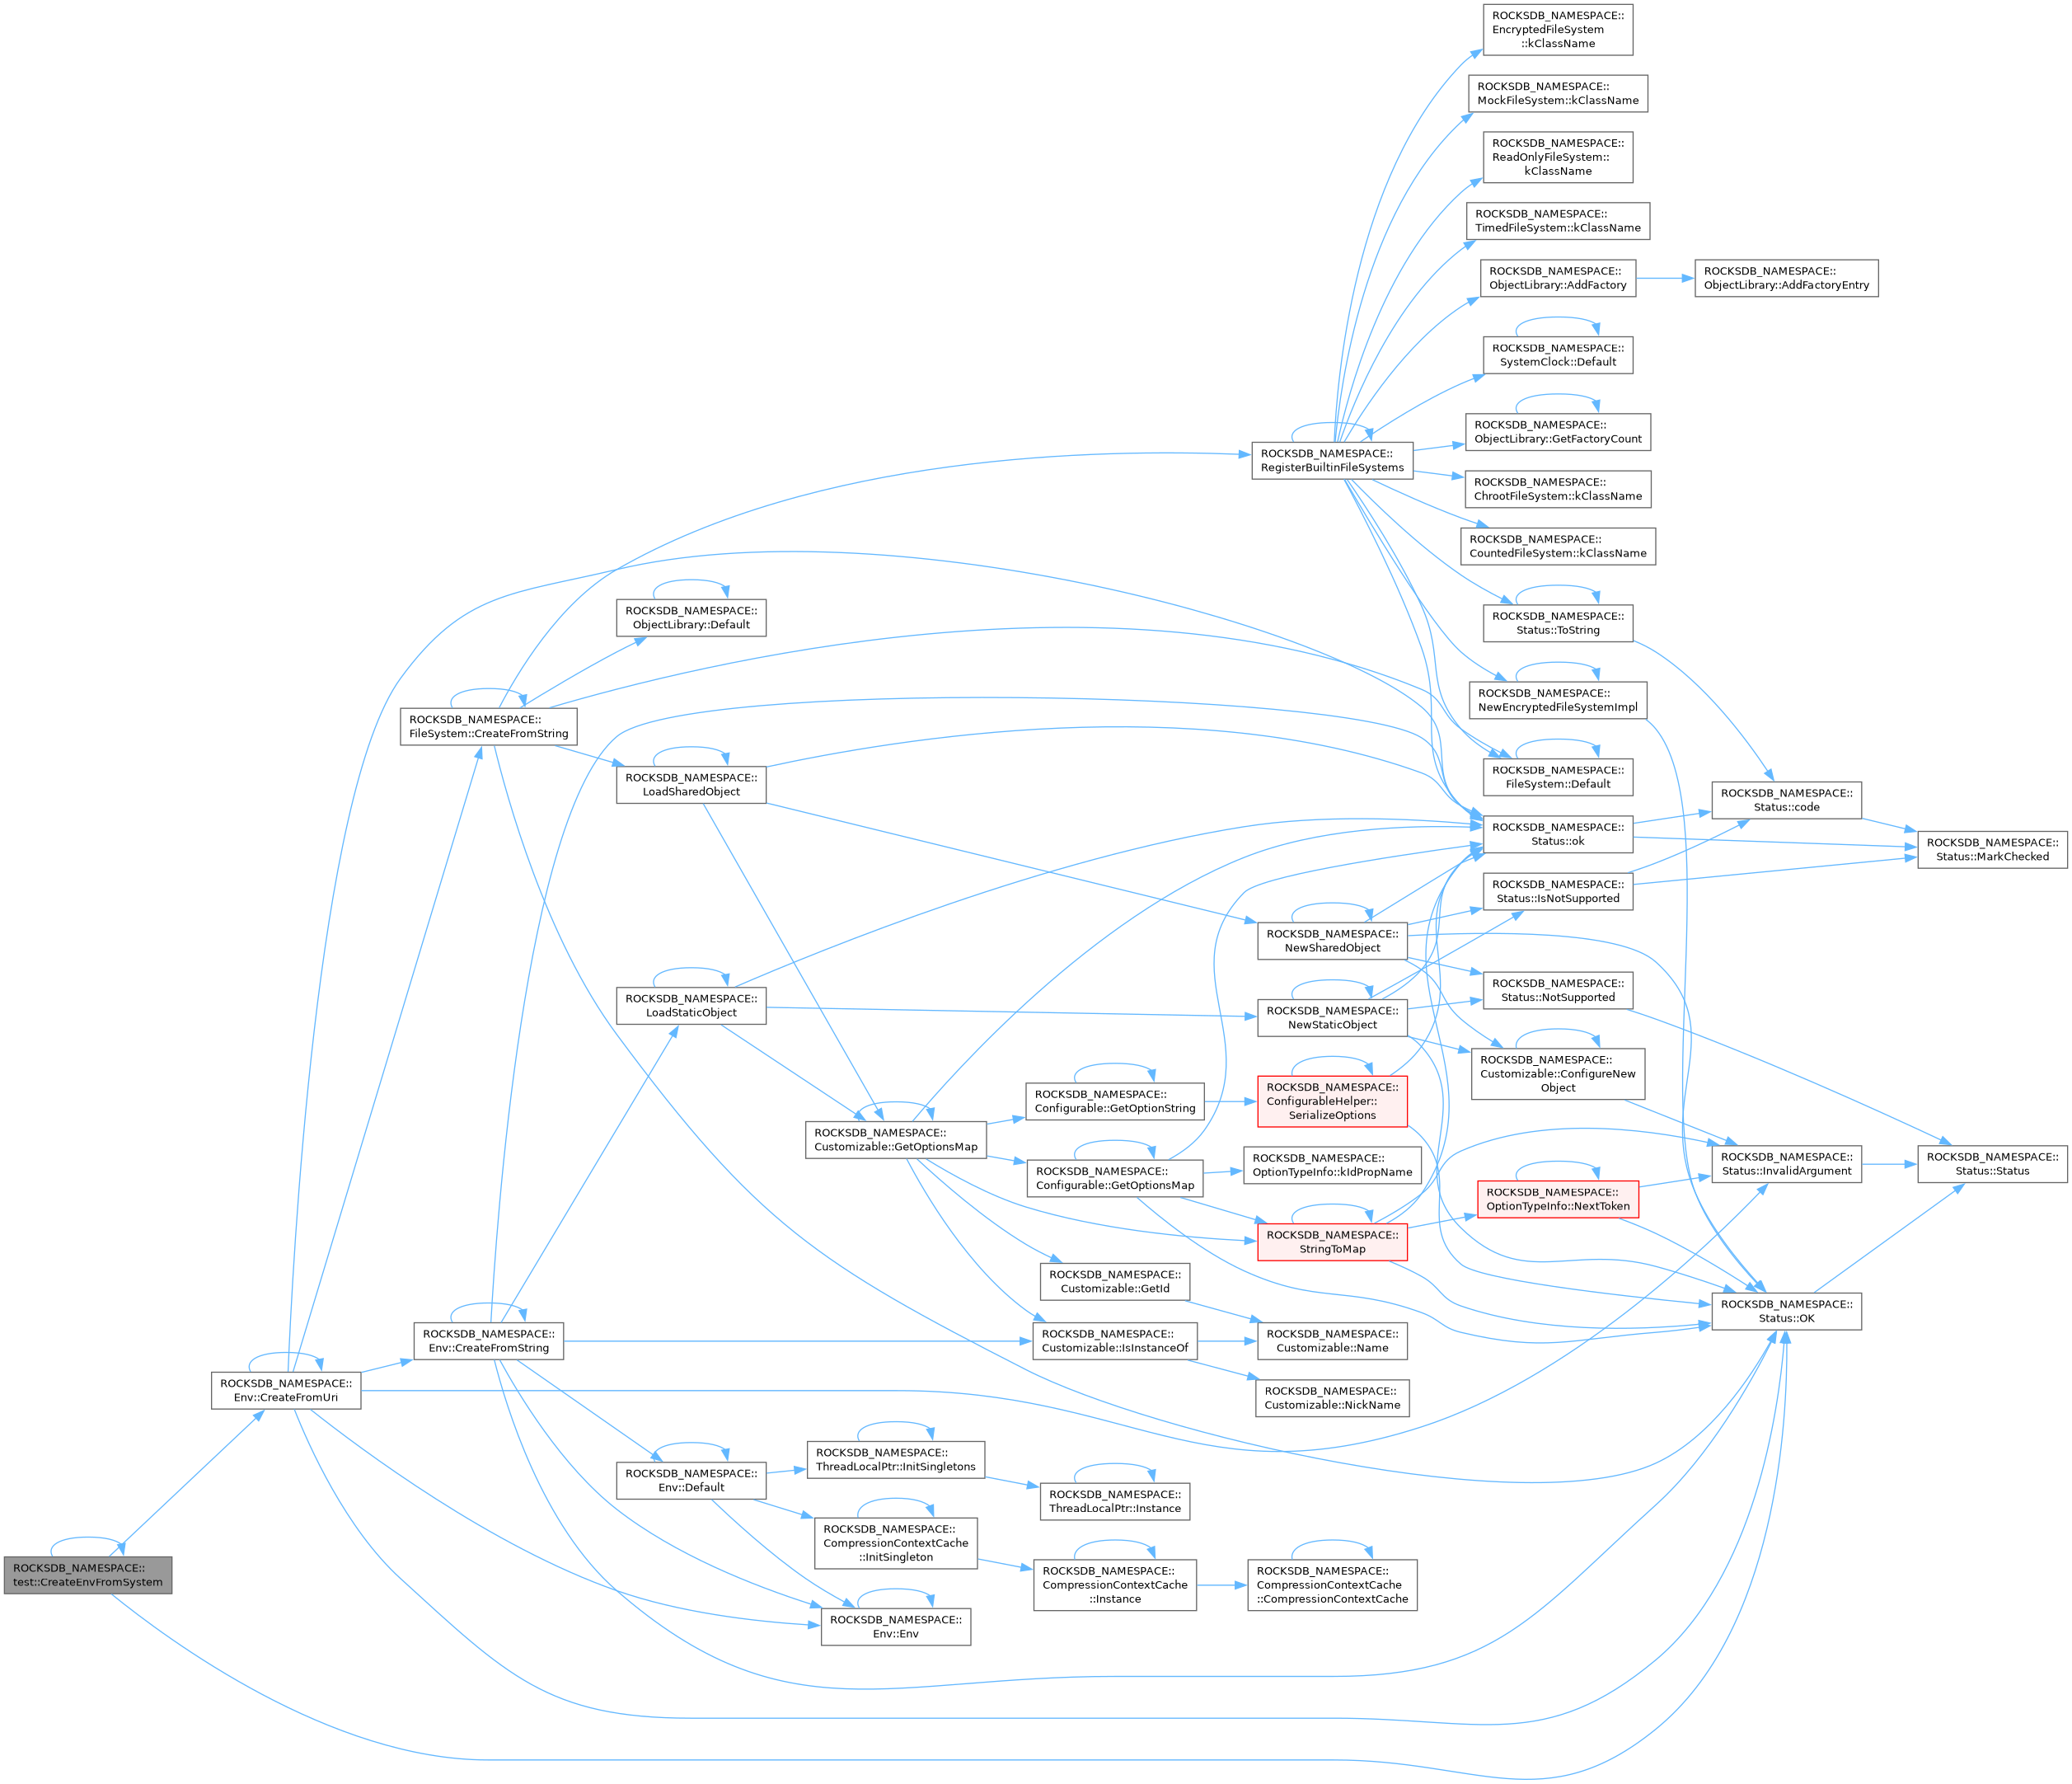 ROCKSDB_NAMESPACE::
EncryptedFileSystem
::kClassName
ROCKSDB_NAMESPACE::
MockFileSystem::kClassName
ROCKSDB_NAMESPACE::
ReadOnlyFileSystem::
kClassName
ROCKSDB_NAMESPACE::
TimedFileSystem::kClassName
ROCKSDB_NAMESPACE::
ObjectLibrary::AddFactory
ROCKSDB_NAMESPACE::
ObjectLibrary::AddFactoryEntry
ROCKSDB_NAMESPACE::
SystemClock::Default
ROCKSDB_NAMESPACE::
ObjectLibrary::GetFactoryCount
ROCKSDB_NAMESPACE::
RegisterBuiltinFileSystems
ROCKSDB_NAMESPACE::
ChrootFileSystem::kClassName
ROCKSDB_NAMESPACE::
CountedFileSystem::kClassName
ROCKSDB_NAMESPACE::
ObjectLibrary::Default
ROCKSDB_NAMESPACE::
Status::ToString
ROCKSDB_NAMESPACE::
NewEncryptedFileSystemImpl
ROCKSDB_NAMESPACE::
FileSystem::CreateFromString
ROCKSDB_NAMESPACE::
LoadSharedObject
ROCKSDB_NAMESPACE::
FileSystem::Default
ROCKSDB_NAMESPACE::
Status::code
ROCKSDB_NAMESPACE::
Status::ok
ROCKSDB_NAMESPACE::
Status::MarkChecked
ROCKSDB_NAMESPACE::
Status::IsNotSupported
ROCKSDB_NAMESPACE::
NewSharedObject
ROCKSDB_NAMESPACE::
Status::NotSupported
ROCKSDB_NAMESPACE::
LoadStaticObject
ROCKSDB_NAMESPACE::
NewStaticObject
ROCKSDB_NAMESPACE::
Customizable::ConfigureNew
Object
ROCKSDB_NAMESPACE::
Configurable::GetOptionString
ROCKSDB_NAMESPACE::
ConfigurableHelper::
SerializeOptions
ROCKSDB_NAMESPACE::
Customizable::GetOptionsMap
ROCKSDB_NAMESPACE::
Configurable::GetOptionsMap
ROCKSDB_NAMESPACE::
OptionTypeInfo::kIdPropName
ROCKSDB_NAMESPACE::
Status::InvalidArgument
ROCKSDB_NAMESPACE::
Status::Status
ROCKSDB_NAMESPACE::
OptionTypeInfo::NextToken
ROCKSDB_NAMESPACE::
StringToMap
ROCKSDB_NAMESPACE::
Customizable::GetId
ROCKSDB_NAMESPACE::
Status::OK
ROCKSDB_NAMESPACE::
Env::CreateFromString
ROCKSDB_NAMESPACE::
Customizable::IsInstanceOf
ROCKSDB_NAMESPACE::
Customizable::Name
ROCKSDB_NAMESPACE::
Env::CreateFromUri
ROCKSDB_NAMESPACE::
Customizable::NickName
ROCKSDB_NAMESPACE::
Env::Default
ROCKSDB_NAMESPACE::
ThreadLocalPtr::InitSingletons
ROCKSDB_NAMESPACE::
ThreadLocalPtr::Instance
ROCKSDB_NAMESPACE::
CompressionContextCache
::InitSingleton
ROCKSDB_NAMESPACE::
test::CreateEnvFromSystem
ROCKSDB_NAMESPACE::
CompressionContextCache
::Instance
ROCKSDB_NAMESPACE::
CompressionContextCache
::CompressionContextCache
ROCKSDB_NAMESPACE::
Env::Env